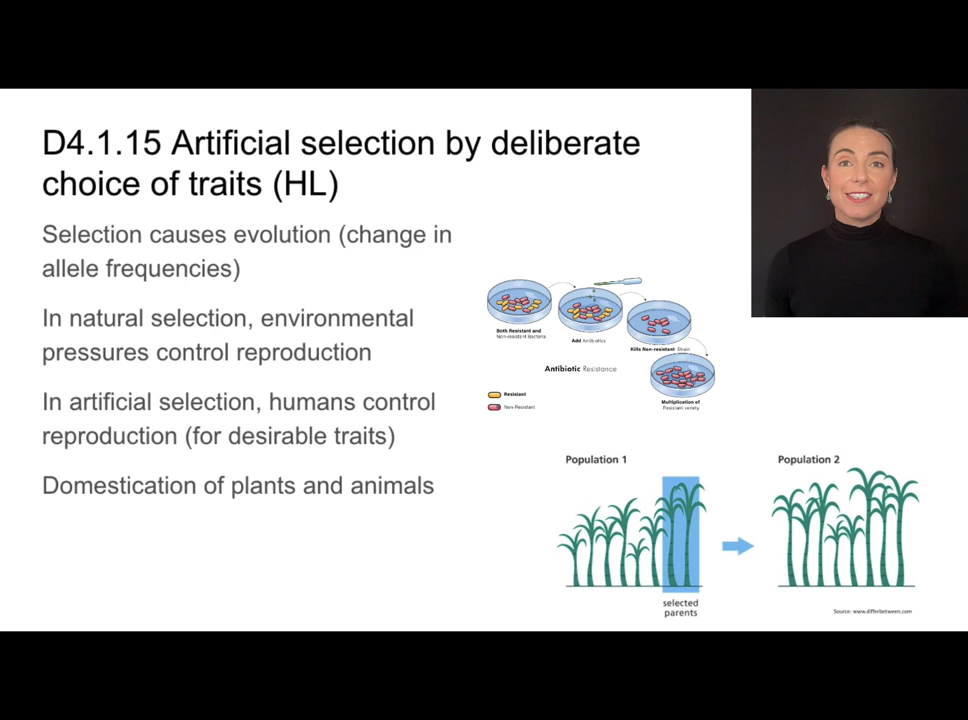 D4.1.15 Artificial selection by deliberate
choice of traits (HL)
Selection causes evolution (change in
allele frequencies)
In natural selection, environmental
pressures control reproduction
In artificial selection, humans control
reproduction (for desirable traits)
Domestication of plants and animals
Both Resistant and
Non-resistant Bacteria
Add Antibiotics
Kills Non-resistant Strain
Antibiotic Resistance
Multiplication of
Resistant variety
Resistant
Non-Resistant
Population 1
Population 2
selected
parents
Source: www.differbetween.com